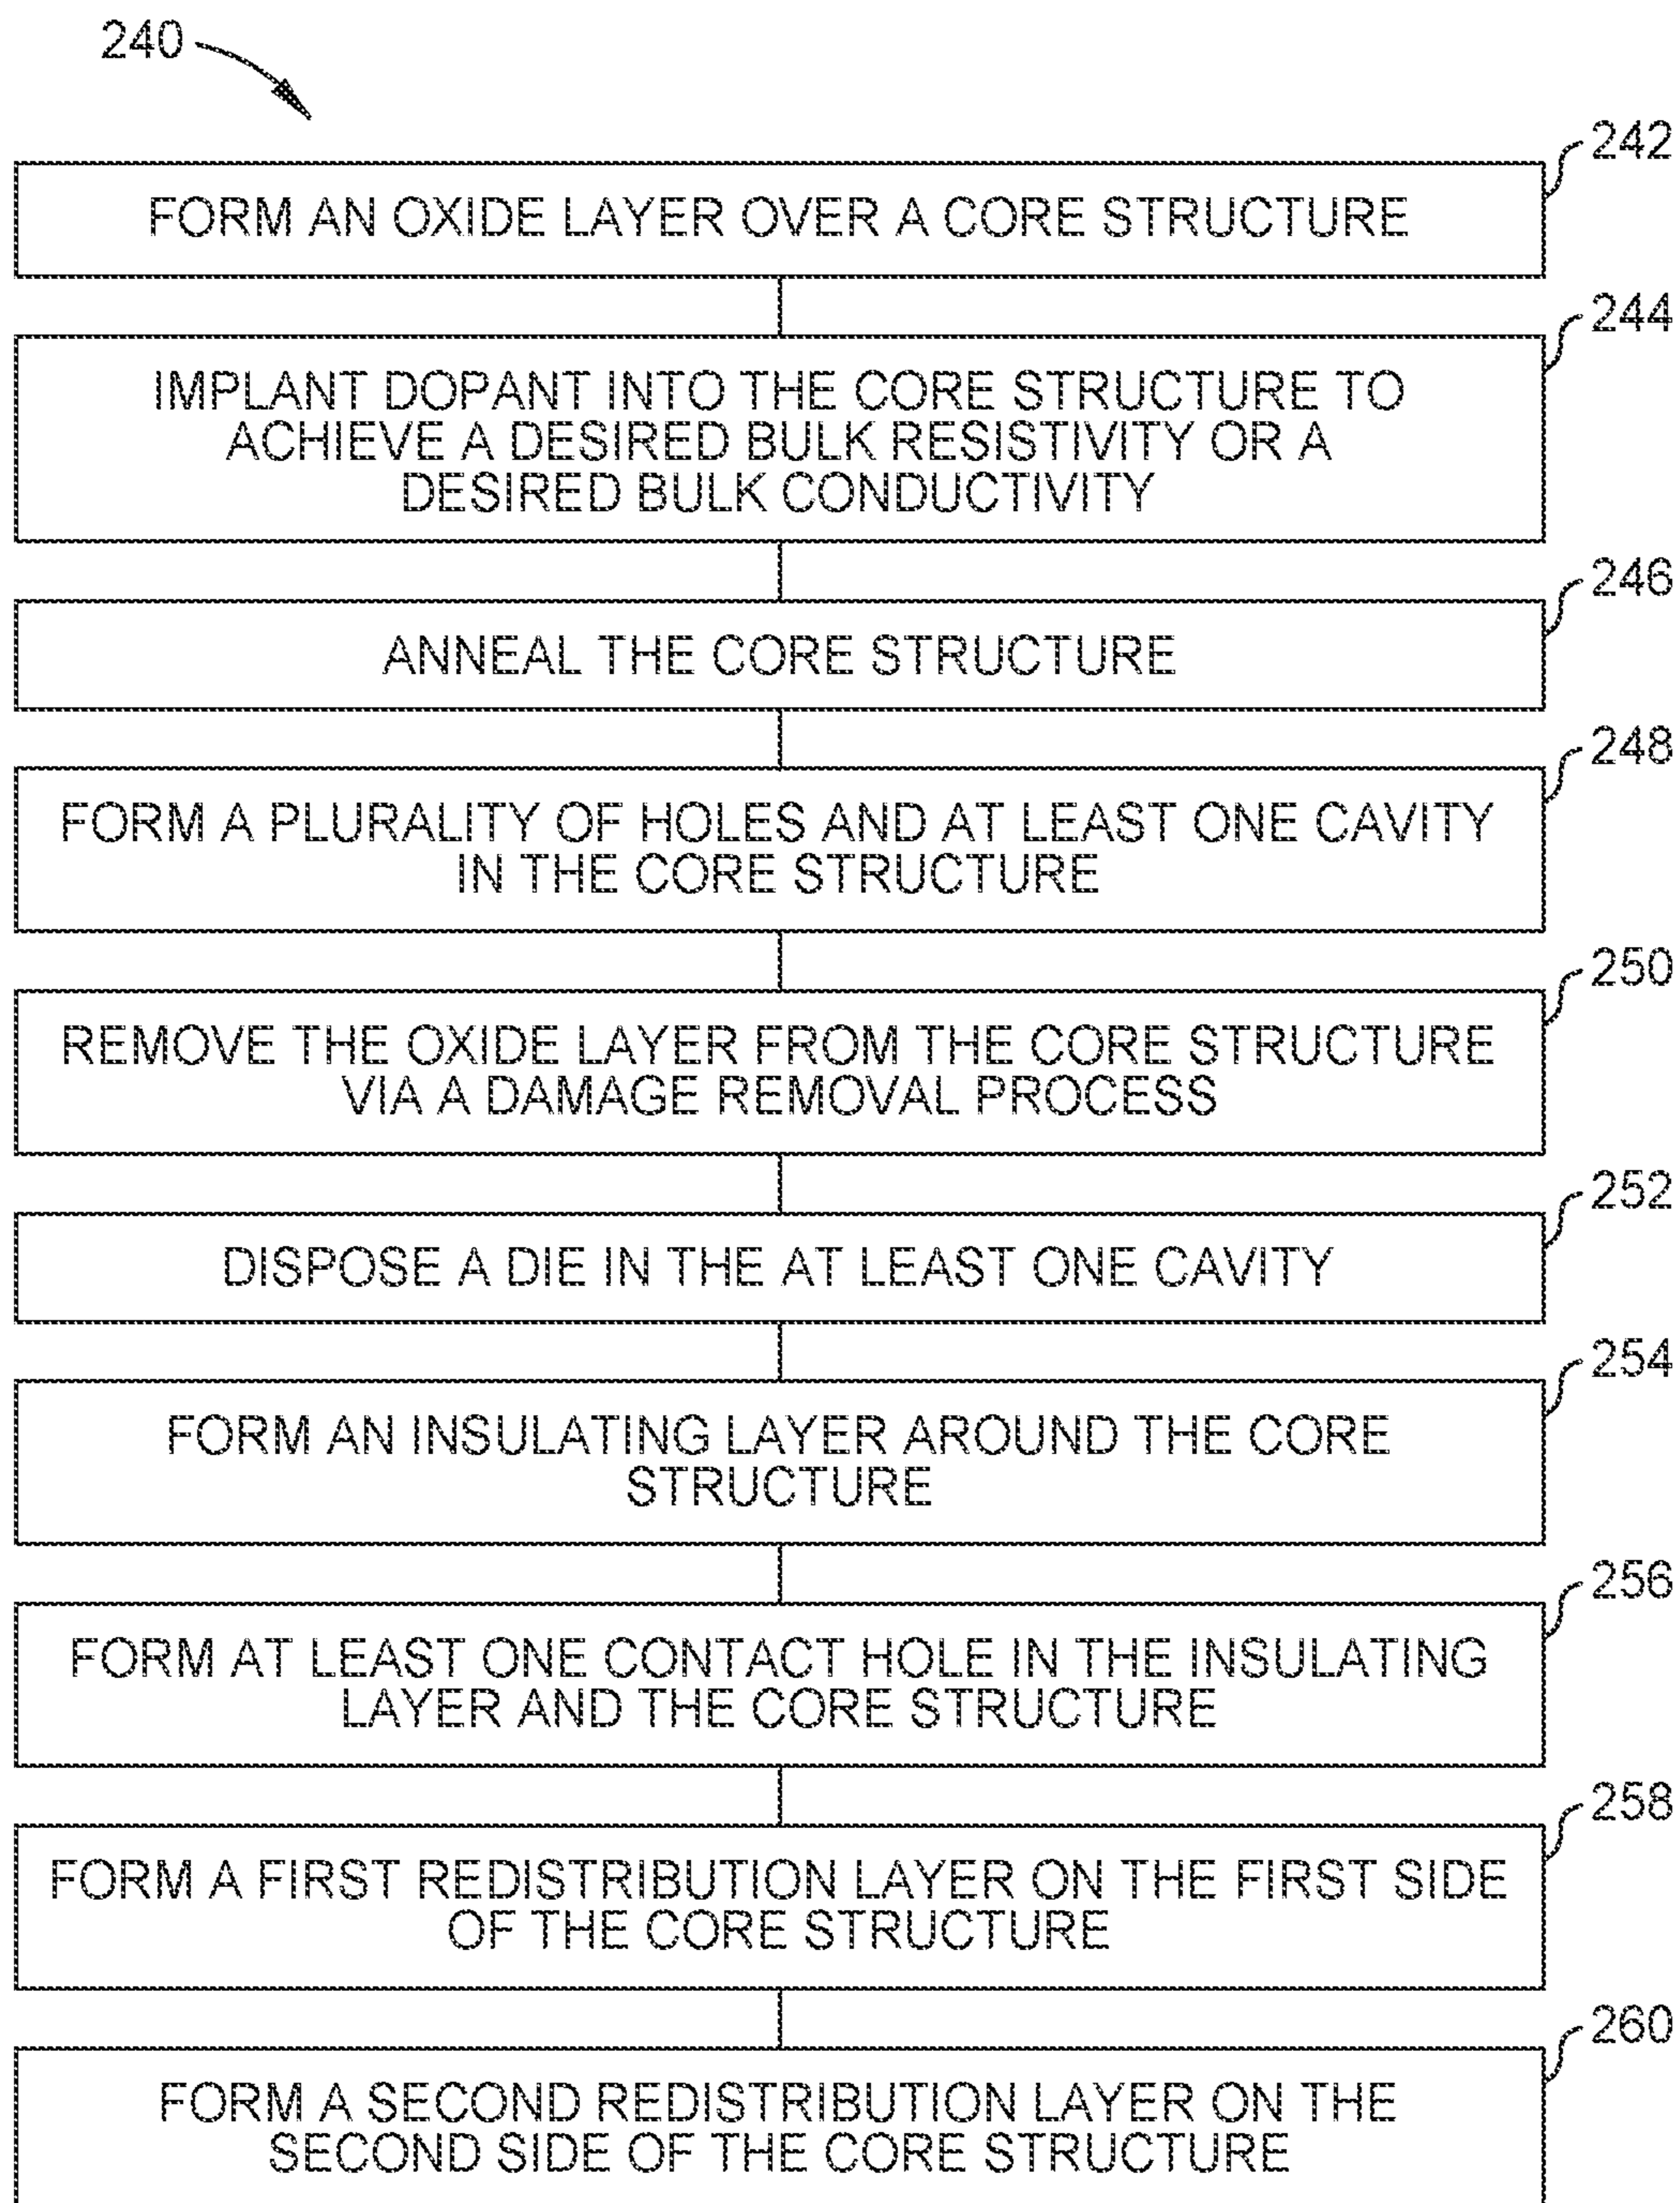 240
242
FORM AN OXIDE LAYER OVER A CORE STRUCTURE
244
IMPLANT DOPANT INTO THE CORE STRUCTURE TO
ACHIEVE A DESIRED BULK RESISTIVITY OR A
DESIRED BULK CONDUCTIVITY
246
ANNEAL THE CORE STRUCTURE
248
FORM A PLURALITY OF HOLES AND AT LEAST ONE CAVITY
IN THE CORE STRUCTURE
250
REMOVE THE OXIDE LAYER FROM THE CORE STRUCTURE
VIA A DAMAGE REMOVAL PROCESS
252
DISPOSE A DIE IN THE AT LEAST ONE CAVITY
254
FORM AN INSULATING LAYER AROUND THE CORE
STRUCTURE
256
FORM AT LEAST ONE CONTACT HOLE IN THE INSULATING
LAYER AND THE CORE STRUCTURE
258
FORM A FIRST REDISTRIBUTION LAYER ON THE FIRST SIDE
OF THE CORE STRUCTURE
260
FORM A SECOND REDISTRIBUTION LAYER ON THE
SECOND SIDE OF THE CORE STRUCTURE